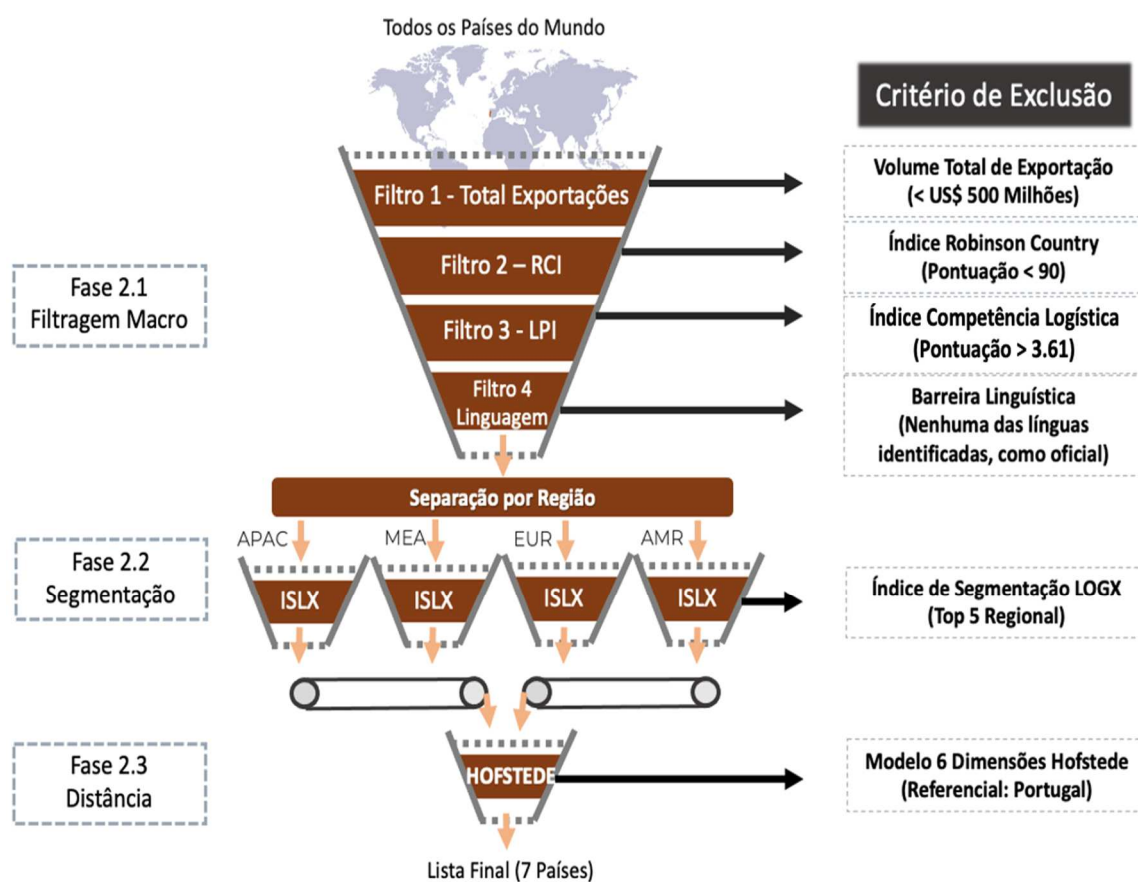 Todos os Países do Mundo
Critério de Exclusão
Filtro 1 - Total Exportações
Volume Total de Exportação
(< US$ 500 Milhões)
Fase 2.1
Filtragem Macro
Filtro 2 – RCI
Índice Robinson Country
(Pontuação < 90)
Filtro 3 - LPI
Índice Competência Logística
(Pontuação > 3.61)
Filtro 4
Linguagem
Barreira Linguística
(Nenhuma das línguas
identificadas, como oficial)
Separação por Região
APAC
MEA
EUR
AMR
Fase 2.2
Segmentação
ISLX
ISLX
ISLX
ISLX
Índice de Segmentação LOGX
(Top 5 Regional)
Fase 2.3
Distância
HOFSTEDE
Modelo 6 Dimensões Hofstede
(Referencial: Portugal)
Lista Final (7 Países)